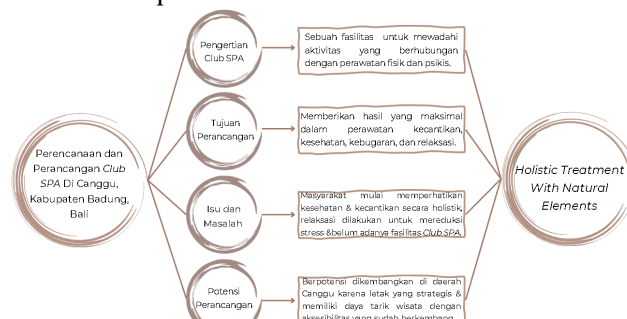 Perencanaan dan
Perancangan Club
SPA Di Canggu,
Kabupaten Badung,
Bali
Pengertian
Club SPA
Sebuah fasilitas untuk mewadahi
aktivitas yang berhubungan
dengan perawatan fisik dan psikis.
Tujuan
Perancangan
Memberikan hasil yang maksimal
dalam perawatan kecantikan,
kesehatan, kebugaran, dan relaksasi.
Isu dan
Masalah
Masyarakat mulai memperhatikan
kesehatan & kecantikan secara holistik,
relaksasi dilakukan untuk mereduksi
stress &belum adanya fasilitas Club SPA.
Potensi
Perancangan
Berpotensi dikembangkan di daerah
Canggu karena letak yang strategis &
memiliki daya tarik wisata dengan
aksesibilitas yang sudah berkembang.
Holistic Treatment
With Natural
Elements